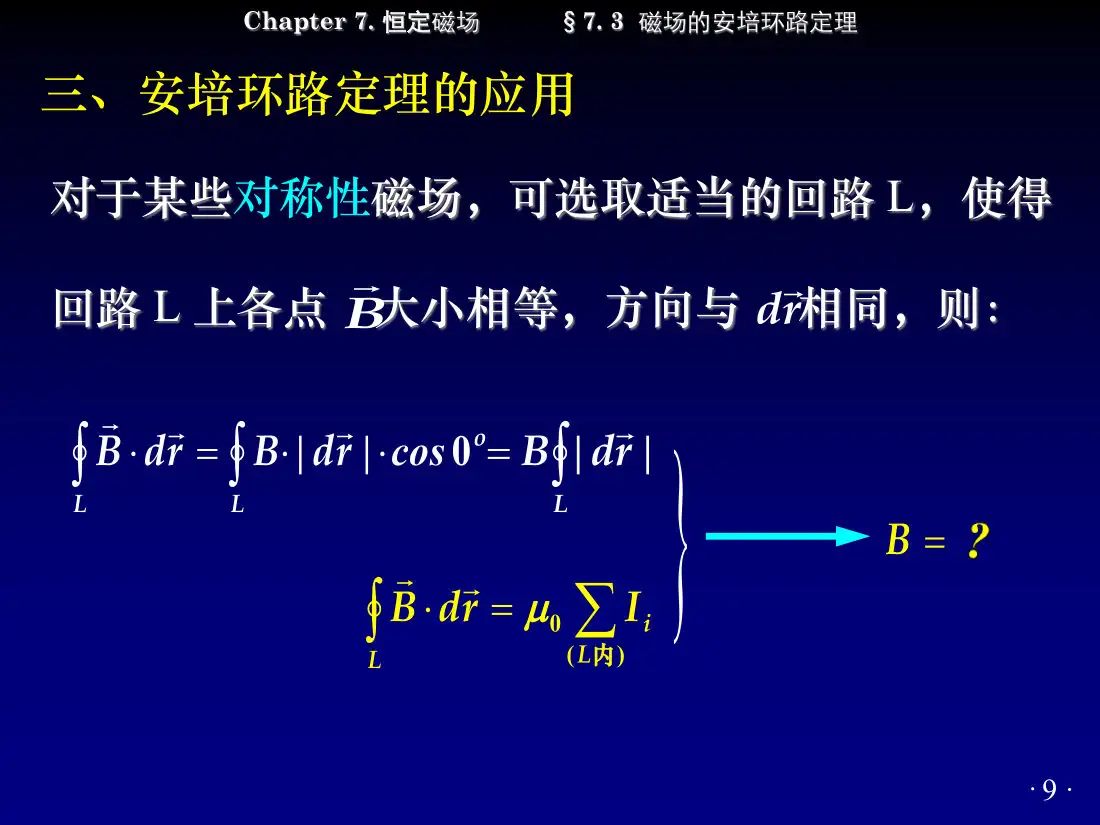 Chapter 7. 恒定磁场 § 7. 3 磁场的安培环路定理
三、安培环路定理的应用
对于某些对称性磁场，可选取适当的回路 L，使得
回路 L 上各点 B⃗大小相等，方向与 dr⃗相同，则：
∮_L B⃗ · dr⃗ = ∮_L B· | dr⃗ | · cos 0° = B∮_L | dr⃗ |
B = ?
∮_L B⃗ · dr⃗ = μ₀ ∑_(L内) I_i
· 9 ·